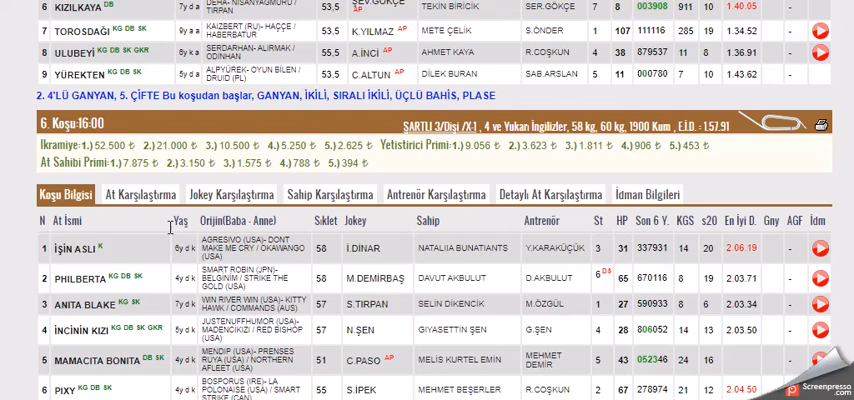 6 KIZILKAYA DB 7y d a DEHA- NİSANYAĞMURU / TIRPAN 53,5 ŞEV.GÖKÇE AP TEKİN BİRİCİK SER.GÖKÇE 7 8 003908 911 10 1.40.05 -
7 TOROSDAĞI KG DB SK 9y a a KAIZBERT (RU)- HAÇÇE / HABERBATUR 53,5 K.YILMAZ AP METE ÇELİK S.ÖNDER 1 107 111116 285 19 1.34.52 -
8 ULUBEYİ KG DB SK GKR 6y k a SERDARHAN- ALIRMAK / ODİNHAN 55,5 A.İNCİ AP AHMET KAYA R.COŞKUN 4 38 879537 11 8 1.36.91 -
9 YÜREKTEN KG DB SK 5y d a ALPYÜREK- OYUN BİLEN / DRUID (PL) 53,5 C.ALTUN AP DİLEK BURAN SAB.ARSLAN 5 11 000780 7 10 1.43.62 -
2. 4'LÜ GANYAN, 5. ÇİFTE Bu koşudan başlar, GANYAN, İKİLİ, SIRALI İKİLİ, ÜÇLÜ BAHİS, PLASE
6. Koşu:16:00 ŞARTLI 3/Dişi /X-1 , 4 ve Yukarı İngilizler, 58 kg, 60 kg, 1900 Kum , E.İ.D. : 1.57.91
Ikramiye: 1.) 52.500 ₺ 2.) 21.000 ₺ 3.) 10.500 ₺ 4.) 5.250 ₺ 5.) 2.625 ₺ Yetistirici Primi: 1.) 9.056 ₺ 2.) 3.623 ₺ 3.) 1.811 ₺ 4.) 906 ₺ 5.) 453 ₺
At Sahibi Primi: 1.) 7.875 ₺ 2.) 3.150 ₺ 3.) 1.575 ₺ 4.) 788 ₺ 5.) 394 ₺
Koşu Bilgisi At Karşılaştırma Jokey Karşılaştırma Sahip Karşılaştırma Antrenör Karşılaştırma Detaylı At Karşılaştırma İdman Bilgileri
N At İsmi Yaş Orijin(Baba - Anne) Sıklet Jokey Sahip Antrenör St HP Son 6 Y. KGS s20 En İyi D. Gny AGF İdm
1 İŞİN ASLI K 6y d k AGRESIVO (USA)- DONT MAKE ME CRY / OKAWANGO (USA) 58 İ.DİNAR NATALIIA BUNATIANTS Y.KARAKÜÇÜK 3 31 337931 14 20 2.06.19 -
2 PHILBERTA KG DB SK 4y d k SMART ROBIN (JPN)- BELGİNİM / STRIKE THE GOLD (USA) 58 M.DEMİRBAŞ DAVUT AKBULUT D.AKBULUT 6 DS 65 670116 8 19 2.03.71 -
3 ANITA BLAKE KG SK 7y d k WIN RIVER WIN (USA)- KITTY HAWK / COMMANDS (AUS) 57 S.TIRPAN SELİN DİKENCİK M.ÖZGÜL 1 27 590933 8 6 2.03.34 -
4 İNCİNİN KIZI KG DB SK GKR 5y d k JUSTENUFFHUMOR (USA)- MADENCİKIZI / RED BISHOP (USA) 57 N.ŞEN GIYASETTİN ŞEN G.ŞEN 4 28 806052 14 13 2.03.50 -
5 MAMACITA BONITA DB SK 4y d k MENDIP (USA)- PRENSES RUYA (USA) / NORTHERN AFLEET (USA) 51 C.PASO AP MELİS KURTEL EMİN MEHMET DEMİR 5 43 052346 24 16 -
6 PIXY KG DB SK 4y d k BOSPORUS (IRE)- LA POLONAISE (USA) / SMART STRIKE (CAN) 55 S.İPEK MEHMET BEŞERLER R.COŞKUN 2 67 278974 21 12 2.04.50 -
Screenpresso
.com